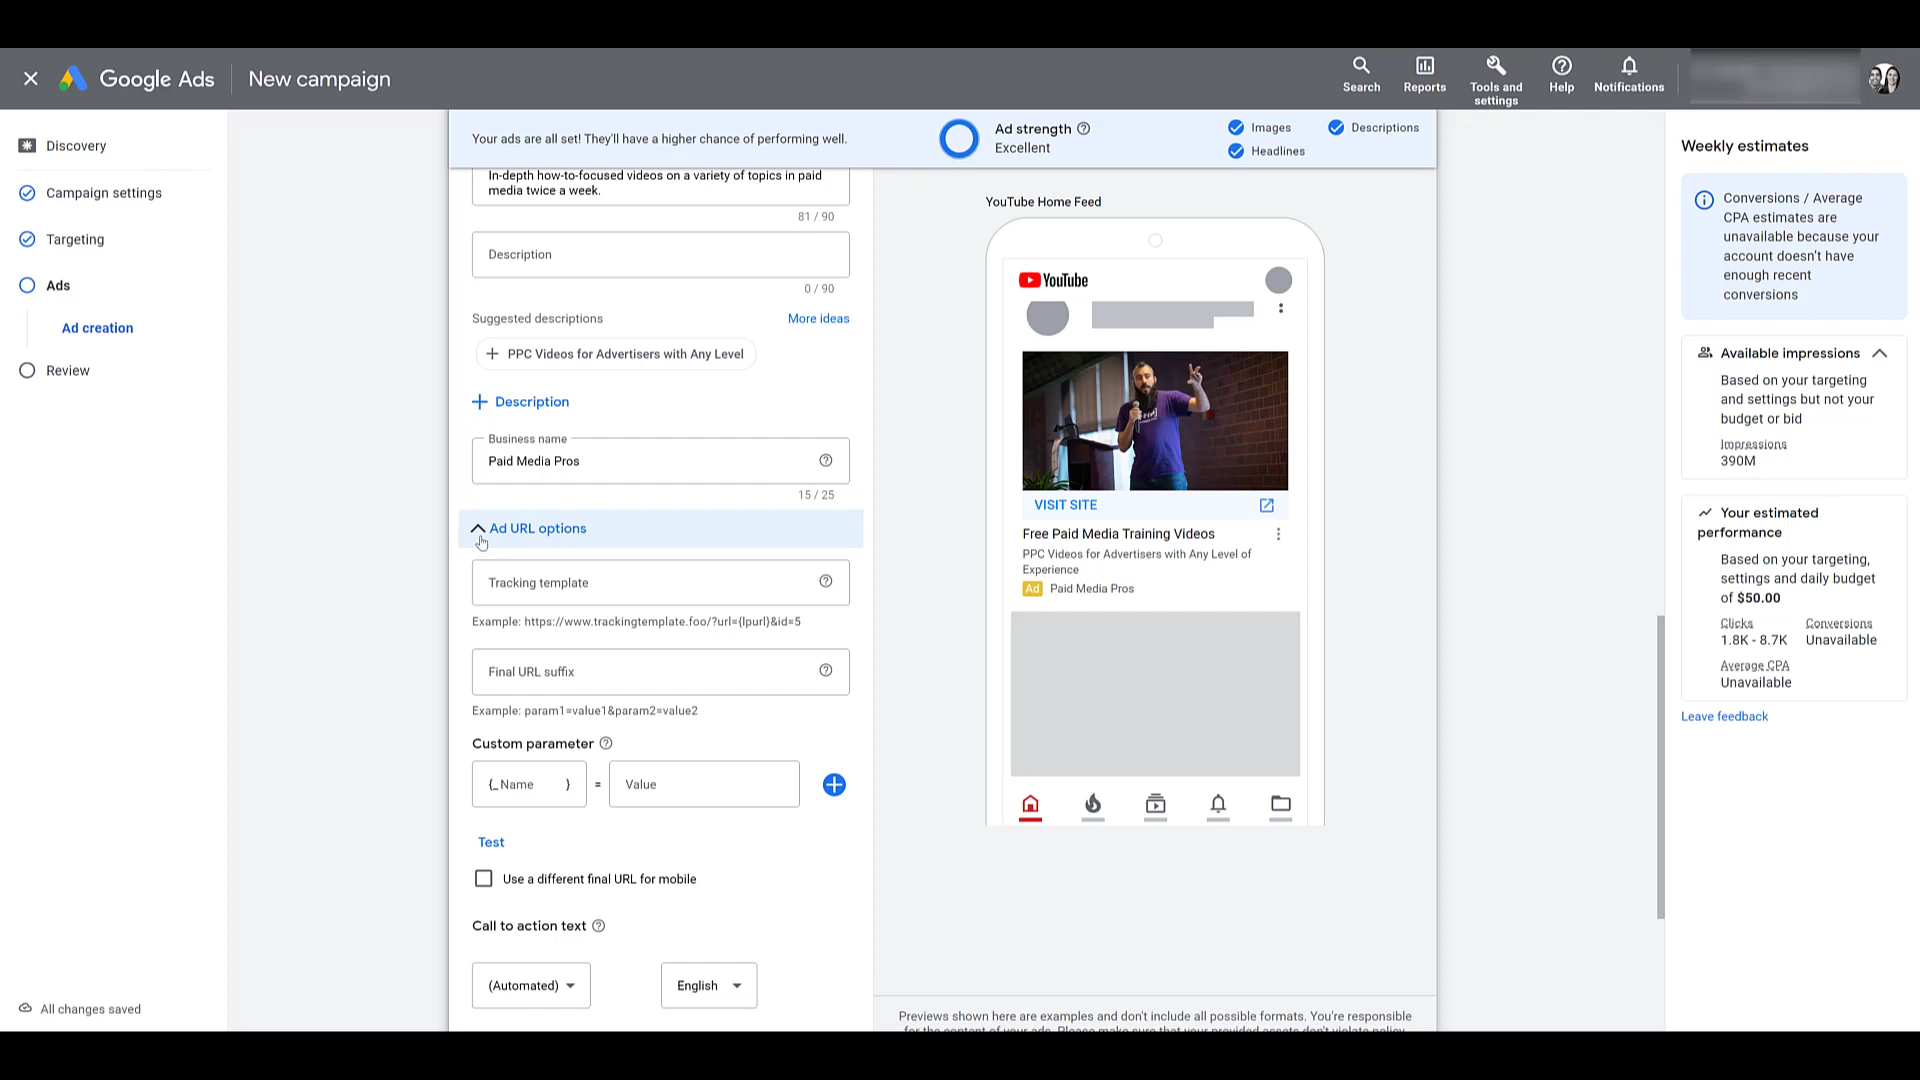 Google Ads
New campaign
Search
Reports
Tools and
settings
Help
Notifications
Discovery
Campaign settings
Targeting
Ads
Ad creation
Review
All changes saved
Your ads are all set! They'll have a higher chance of performing well.
Ad strength
Excellent
Images
Descriptions
Headlines
In-depth how-to-focused videos on a variety of topics in paid
media twice a week.
81 / 90
Description
0 / 90
Suggested descriptions
More ideas
PPC Videos for Advertisers with Any Level
Description
Business name
Paid Media Pros
15 / 25
Ad URL options
Tracking template
Example: https://www.trackingtemplate.foo/?url={lpurl}&id=5
Final URL suffix
Example: param1=value1&param2=value2
Custom parameter
{_Name } = Value
Test
Use a different final URL for mobile
Call to action text
(Automated)
English
YouTube Home Feed
YouTube
VISIT SITE
Free Paid Media Training Videos
PPC Videos for Advertisers with Any Level of
Experience
Ad Paid Media Pros
Previews shown here are examples and don't include all possible formats. You're responsible
for the content of your ads. Please make sure that your provided assets don't violate policy
Weekly estimates
Conversions / Average
CPA estimates are
unavailable because your
account doesn't have
enough recent
conversions
Available impressions
Based on your targeting
and settings but not your
budget or bid
Impressions
390M
Your estimated
performance
Based on your targeting,
settings and daily budget
of $50.00
Clicks
1.8K - 8.7K
Conversions
Unavailable
Average CPA
Unavailable
Leave feedback